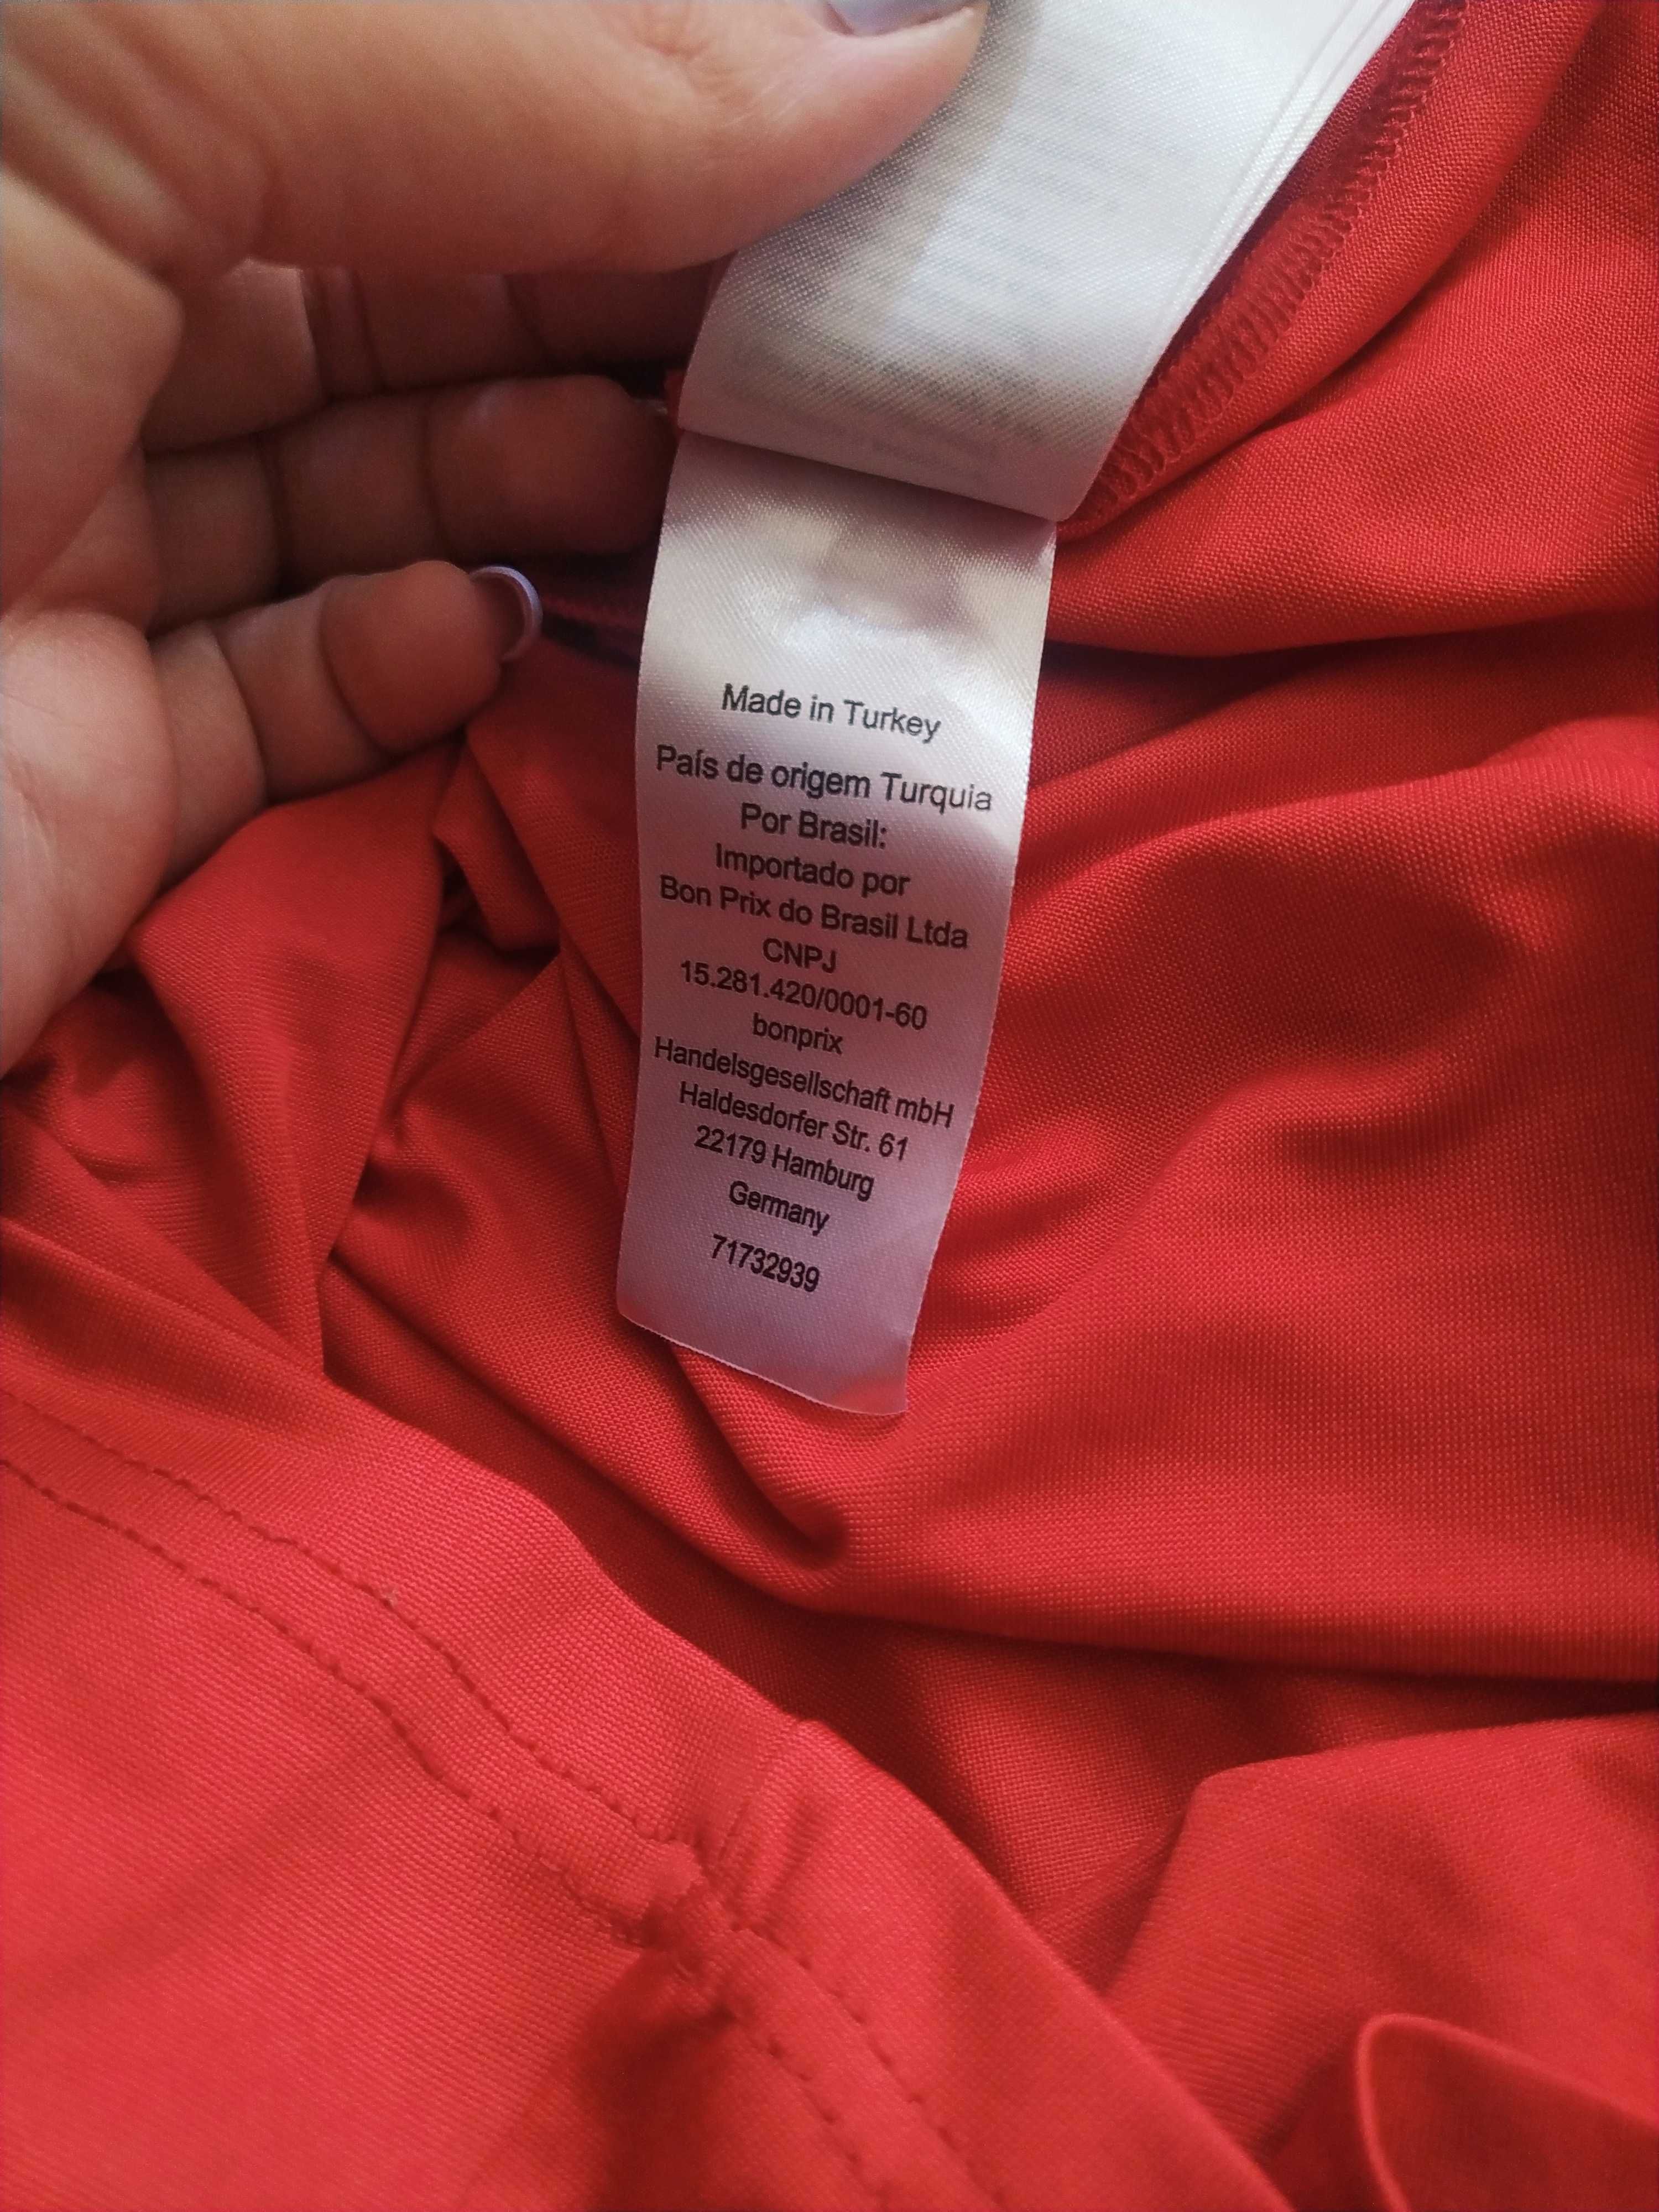 Made in Turkey
País de origem Turquia
Por Brasil:
Importado por
Bon Prix do Brasil Ltda
CNPJ
15.281.420/0001-60
bonprix
Handelsgesellschaft mbH
Haldesdorfer Str. 61
22179 Hamburg
Germany
71732939